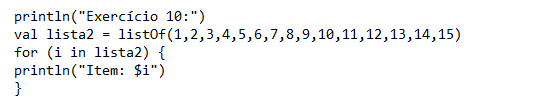 println("Exercício 10:")
val lista2 = listOf(1,2,3,4,5,6,7,8,9,10,11,12,13,14,15)
for (i in lista2) {
println("Item: $i")
}